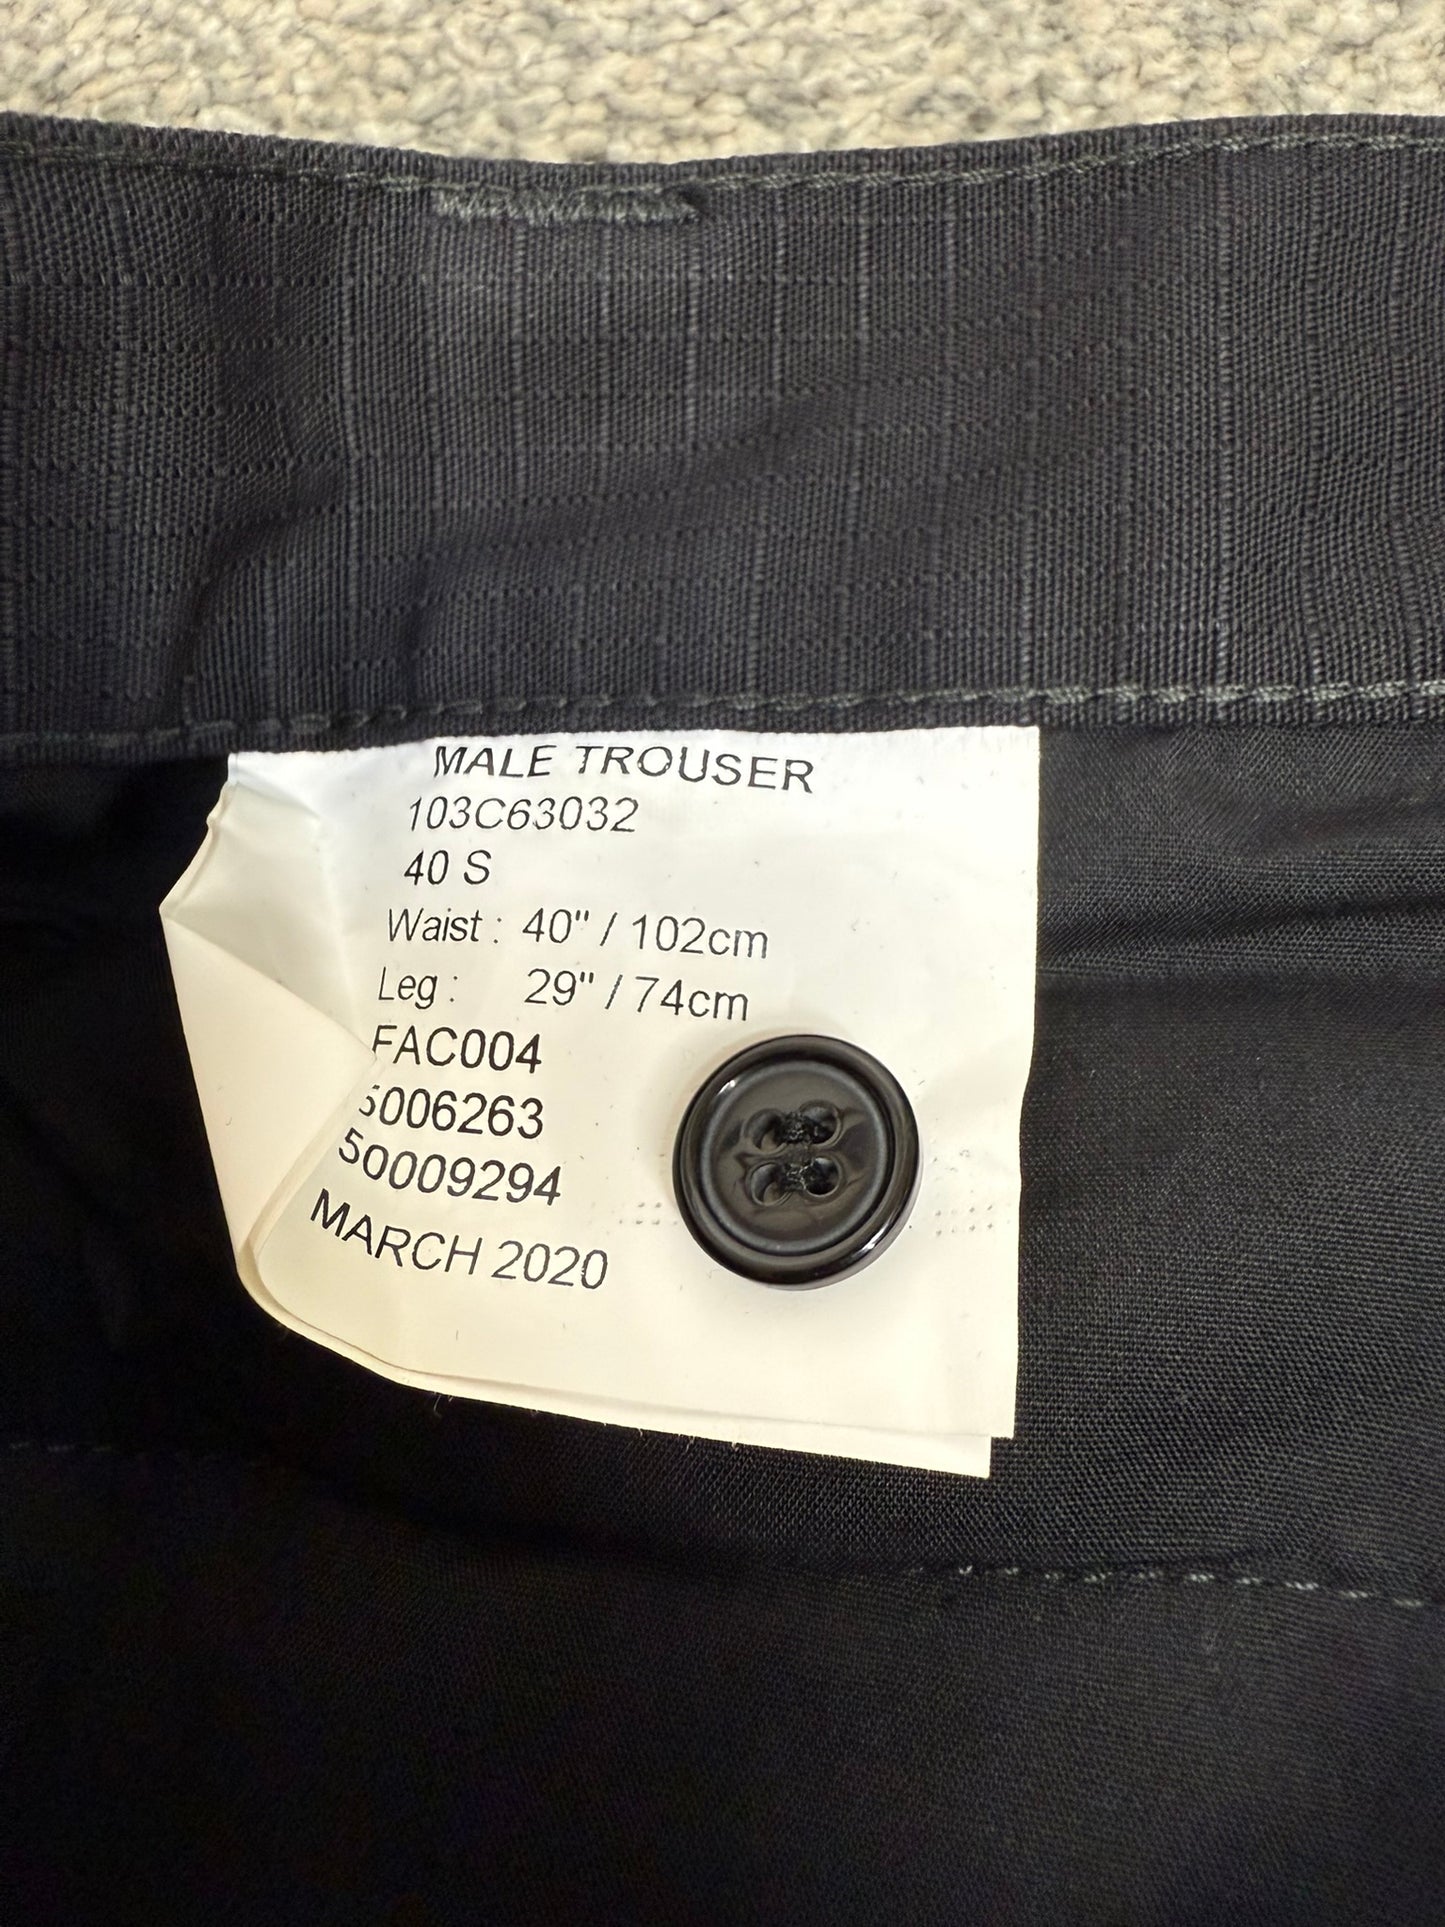 MALE TROUSER
103C63032
40 S
Waist : 40" / 102cm
Leg : 29" / 74cm
FAC004
5006263
50009294
MARCH 2020